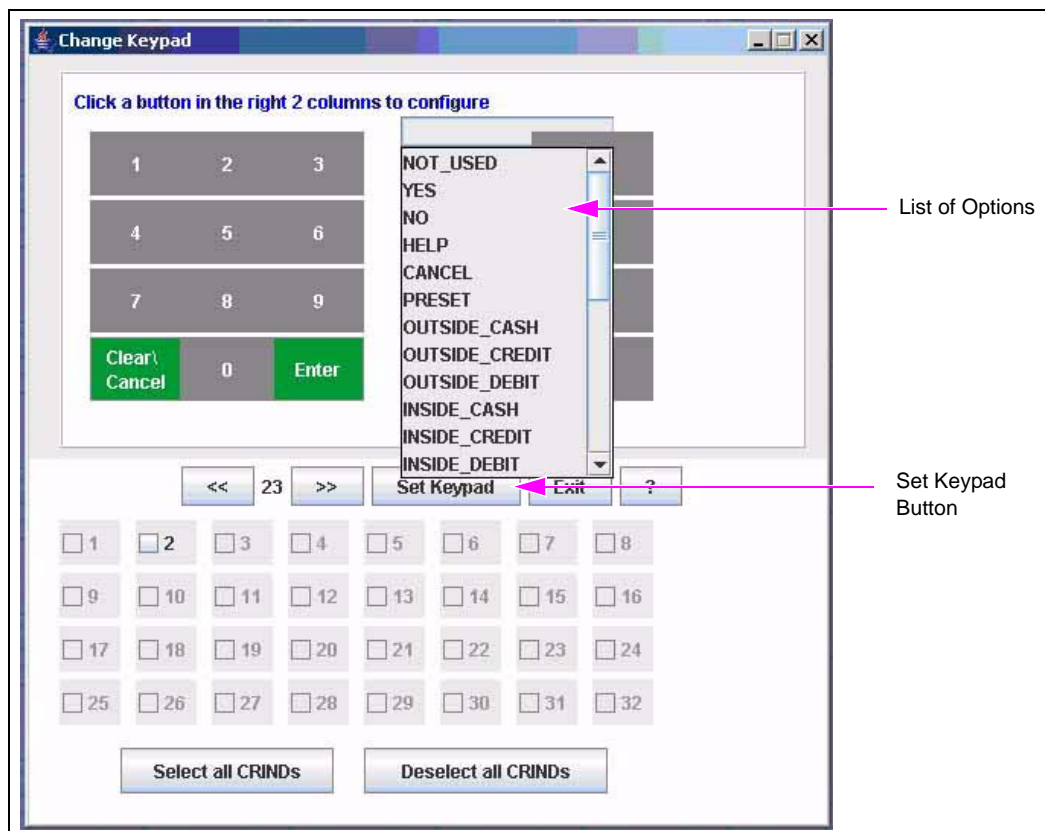 Change Keypad
Click a button in the right 2 columns to configure
1 2 3
4 5 6
7 8 9
Clear\
Cancel
0 Enter
NOT_USED
YES
NO
HELP
CANCEL
PRESET
OUTSIDE_CASH
OUTSIDE_CREDIT
OUTSIDE_DEBIT
INSIDE_CASH
INSIDE_CREDIT
INSIDE_DEBIT
List of Options
<< 23 >> Set Keypad Exit ?
Set Keypad
Button
1 2 3 4 5 6 7 8
9 10 11 12 13 14 15 16
17 18 19 20 21 22 23 24
25 26 27 28 29 30 31 32
Select all CRINDs Deselect all CRINDs